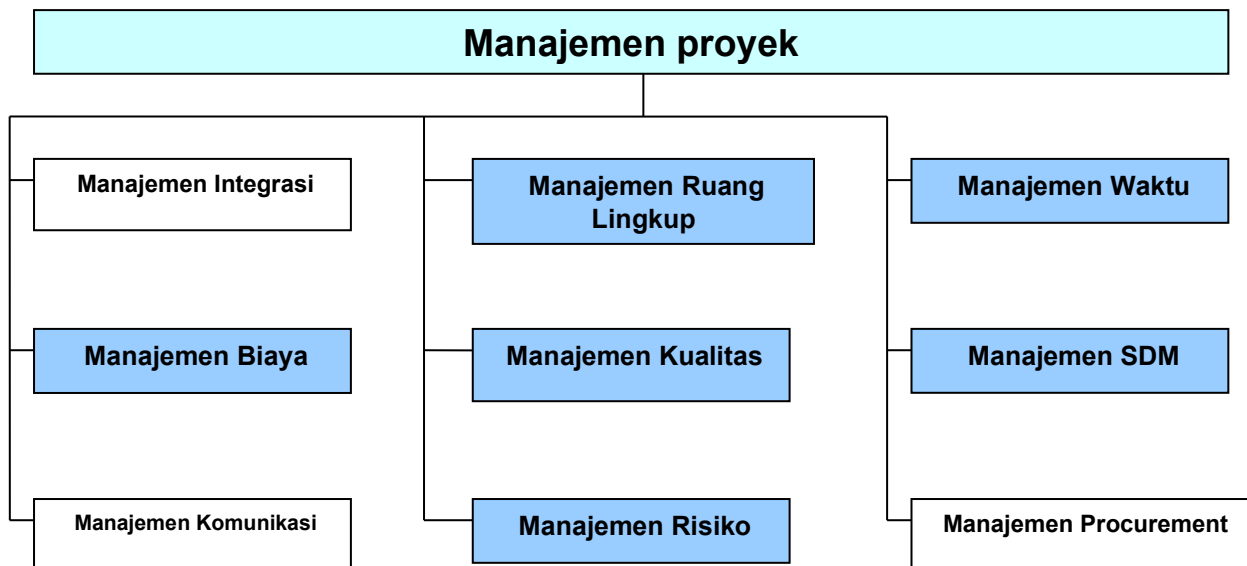 Manajemen proyek
Manajemen Integrasi
Manajemen Ruang
Lingkup
Manajemen Waktu
Manajemen Biaya
Manajemen Kualitas
Manajemen SDM
Manajemen Komunikasi
Manajemen Risiko
Manajemen Procurement